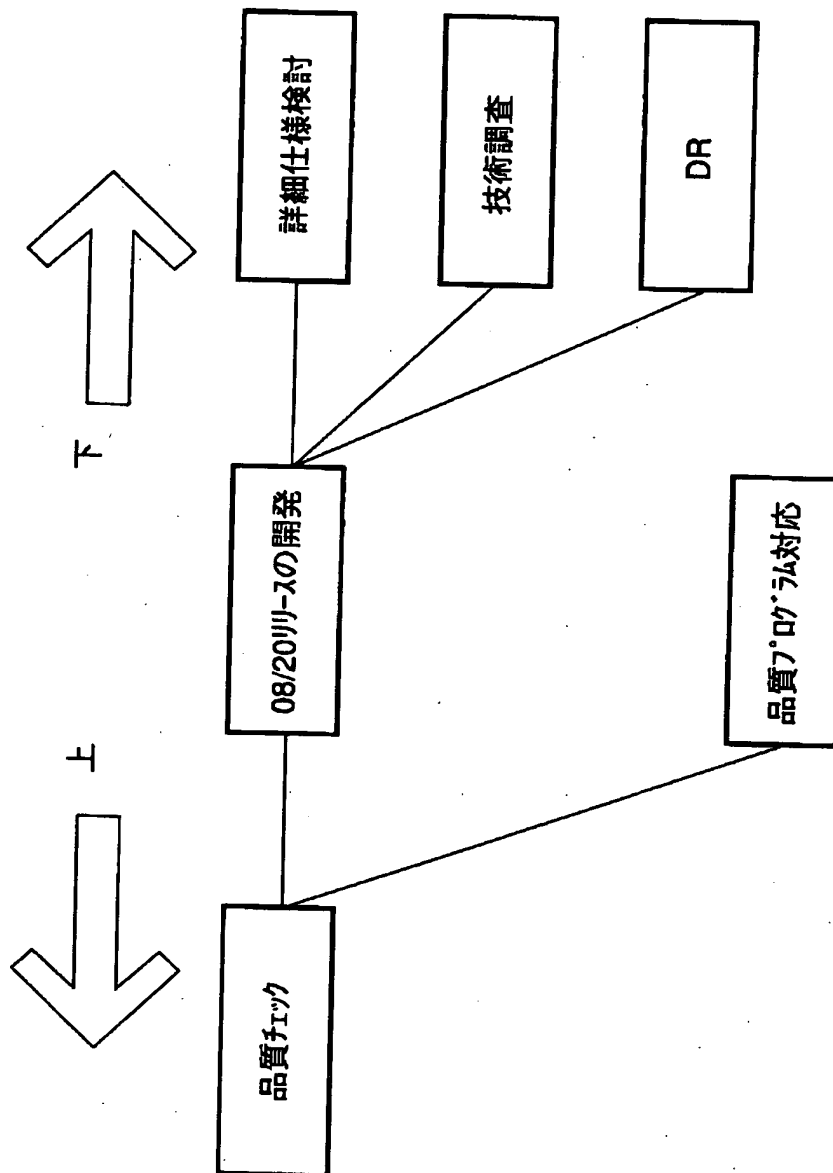 上
下
品質チェック
08/20リリースの開発
詳細仕様検討
技術調査
DR
品質プログラム対応